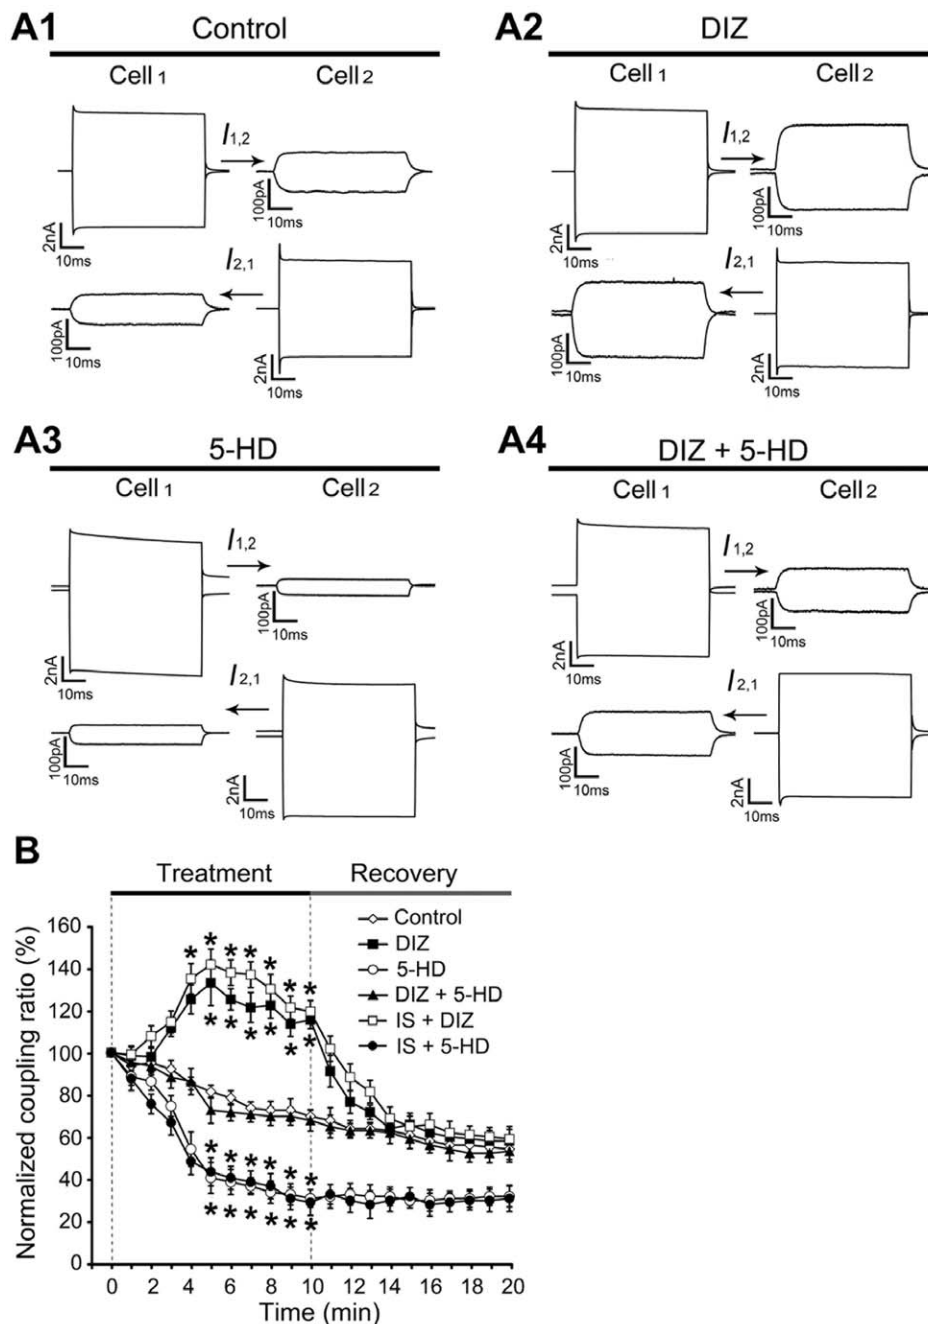 A1 Control
Cell 1 Cell 2
I1,2
100pA
10ms
2nA
10ms
I2,1
100pA
10ms
2nA
10ms
A2 DIZ
Cell 1 Cell 2
I1,2
100pA
10ms
2nA
10ms
I2,1
100pA
10ms
2nA
10ms
A3 5-HD
Cell 1 Cell 2
I1,2
100pA
10ms
2nA
10ms
I2,1
100pA
10ms
2nA
10ms
A4 DIZ + 5-HD
Cell 1 Cell 2
I1,2
100pA
10ms
2nA
10ms
I2,1
100pA
10ms
2nA
10ms
B
Treatment Recovery
Control
DIZ
5-HD
DIZ + 5-HD
IS + DIZ
IS + 5-HD
Normalized coupling ratio (%)
160
140
120
100
80
60
40
20
0
* * * * * * *
* * * * * *
* * * * * *
* * * * * *
0 2 4 6 8 10 12 14 16 18 20
Time (min)